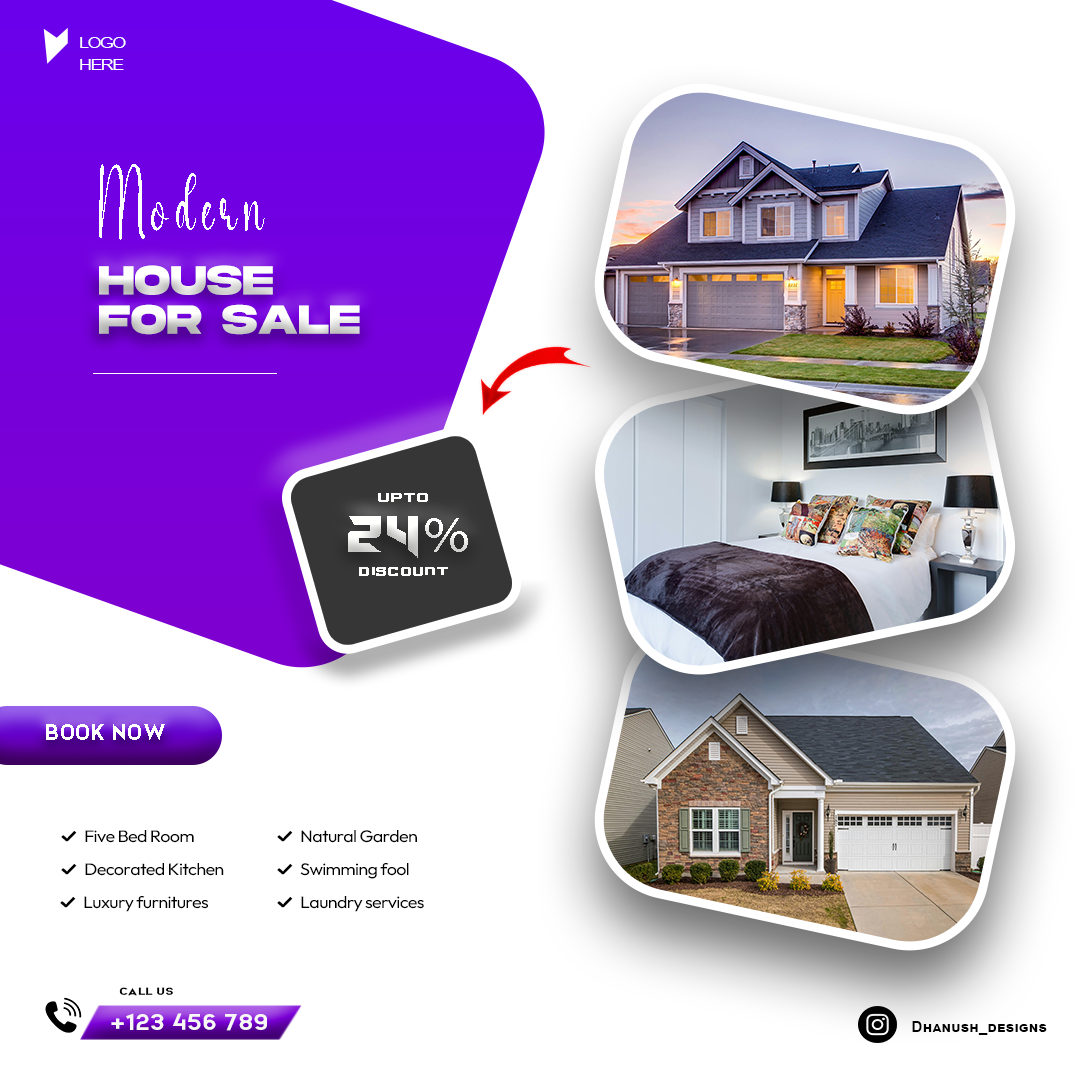 LOGO
HERE
Modern
HOUSE
FOR SALE
UPTO
24%
DISCOUNT
BOOK NOW
Five Bed Room
Decorated Kitchen
Luxury furnitures
Natural Garden
Swimming fool
Laundry services
CALL US
+123 456 789
Dhanush_designs